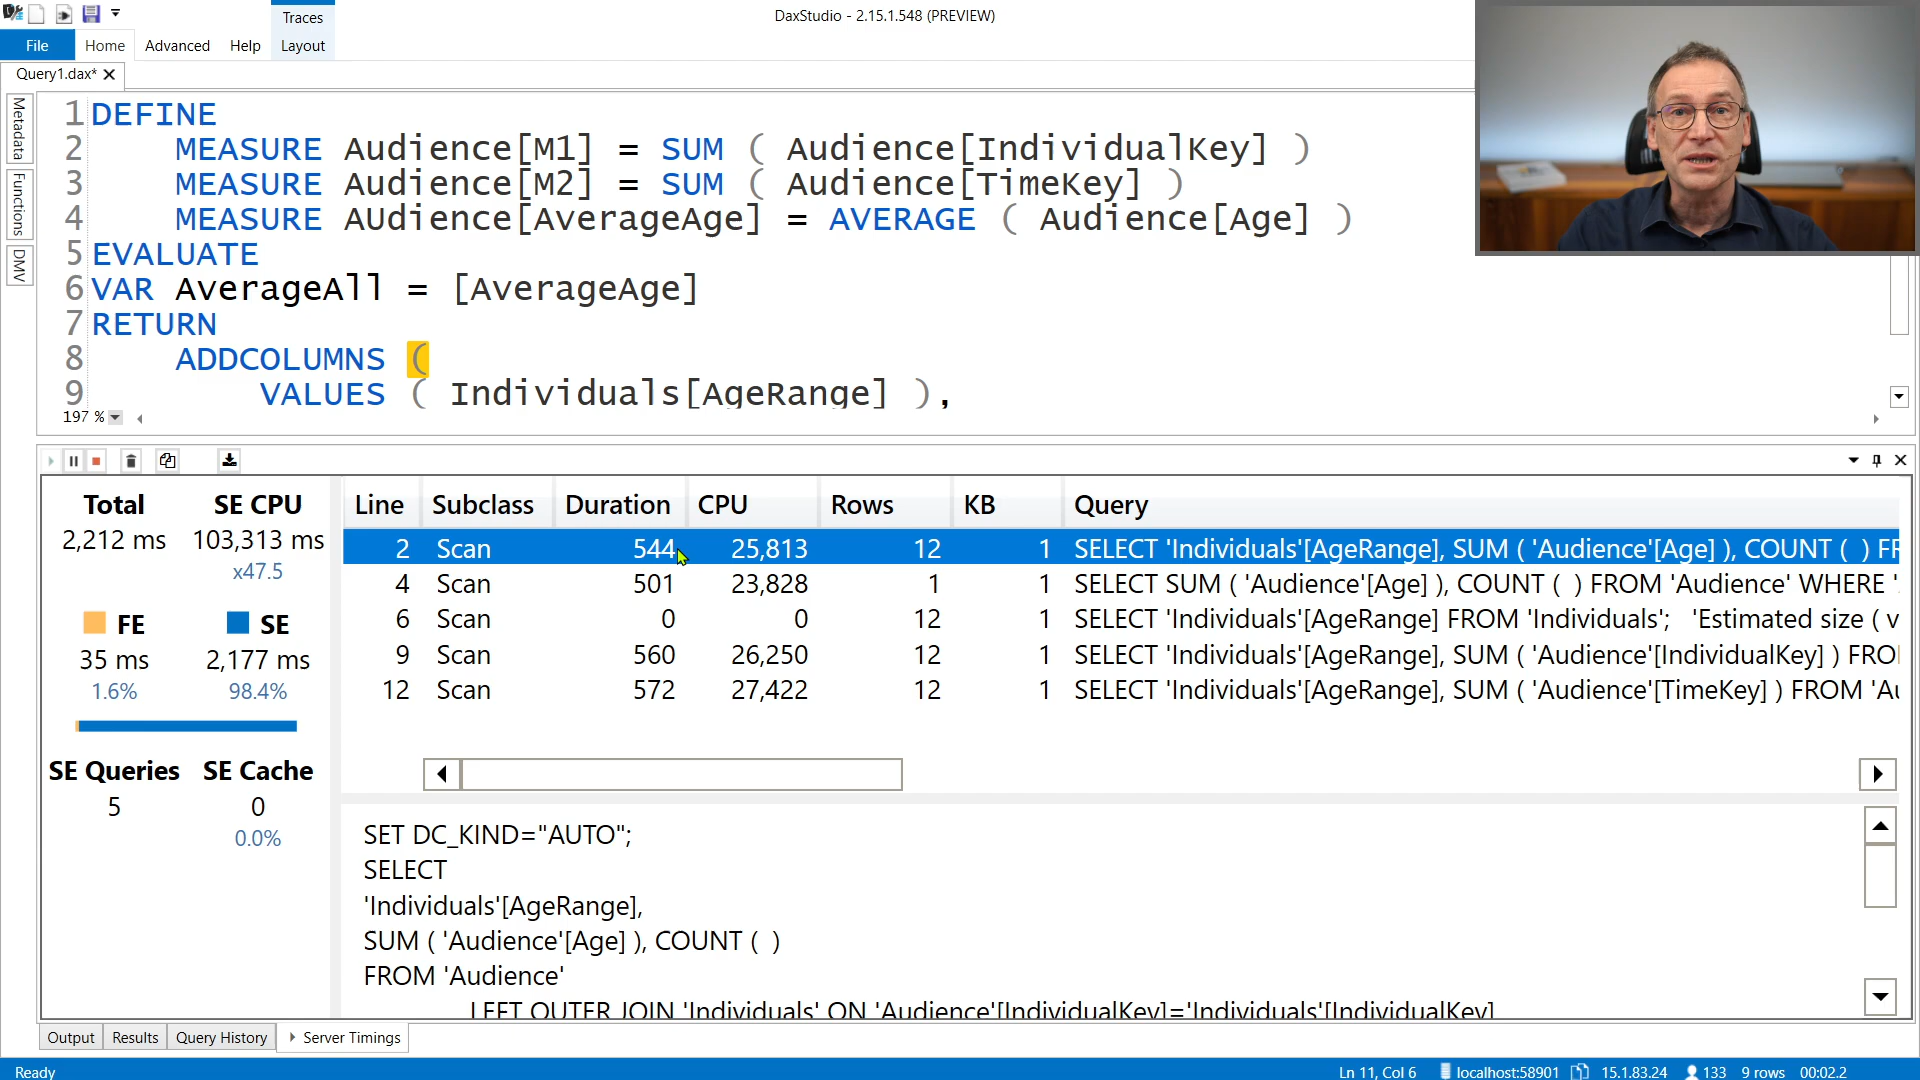 Traces
DaxStudio - 2.15.1.548 (PREVIEW)
File Home Advanced Help Layout
Query1.dax*
Metadata
Functions
DMV
1 DEFINE
2 MEASURE Audience[M1] = SUM ( Audience[IndividualKey] )
3 MEASURE Audience[M2] = SUM ( Audience[TimeKey] )
4 MEASURE AUdience[AverageAge] = AVERAGE ( Audience[Age] )
5 EVALUATE
6 VAR AverageAll = [AverageAge]
7 RETURN
8 ADDCOLUMNS (
9 VALUES ( Individuals[AgeRange] ),
197 %
Total SE CPU
2,212 ms 103,313 ms
x47.5
FE SE
35 ms 2,177 ms
1.6% 98.4%
SE Queries SE Cache
5 0
0.0%
Line Subclass Duration CPU Rows KB Query
2 Scan 544 25,813 12 1 SELECT 'Individuals'[AgeRange], SUM ( 'Audience'[Age] ), COUNT ( ) FR
4 Scan 501 23,828 1 1 SELECT SUM ( 'Audience'[Age] ), COUNT ( ) FROM 'Audience' WHERE '
6 Scan 0 0 12 1 SELECT 'Individuals'[AgeRange] FROM 'Individuals'; 'Estimated size ( v
9 Scan 560 26,250 12 1 SELECT 'Individuals'[AgeRange], SUM ( 'Audience'[IndividualKey] ) FRO
12 Scan 572 27,422 12 1 SELECT 'Individuals'[AgeRange], SUM ( 'Audience'[TimeKey] ) FROM 'Au
SET DC_KIND="AUTO";
SELECT
'Individuals'[AgeRange],
SUM ( 'Audience'[Age] ), COUNT ( )
FROM 'Audience'
LEFT OUTER JOIN 'Individuals' ON 'Audience'[IndividualKey]='Individuals'[IndividualKey]
Output Results Query History Server Timings
Ready Ln 11, Col 6 localhost:58901 15.1.83.24 133 9 rows 00:02.2